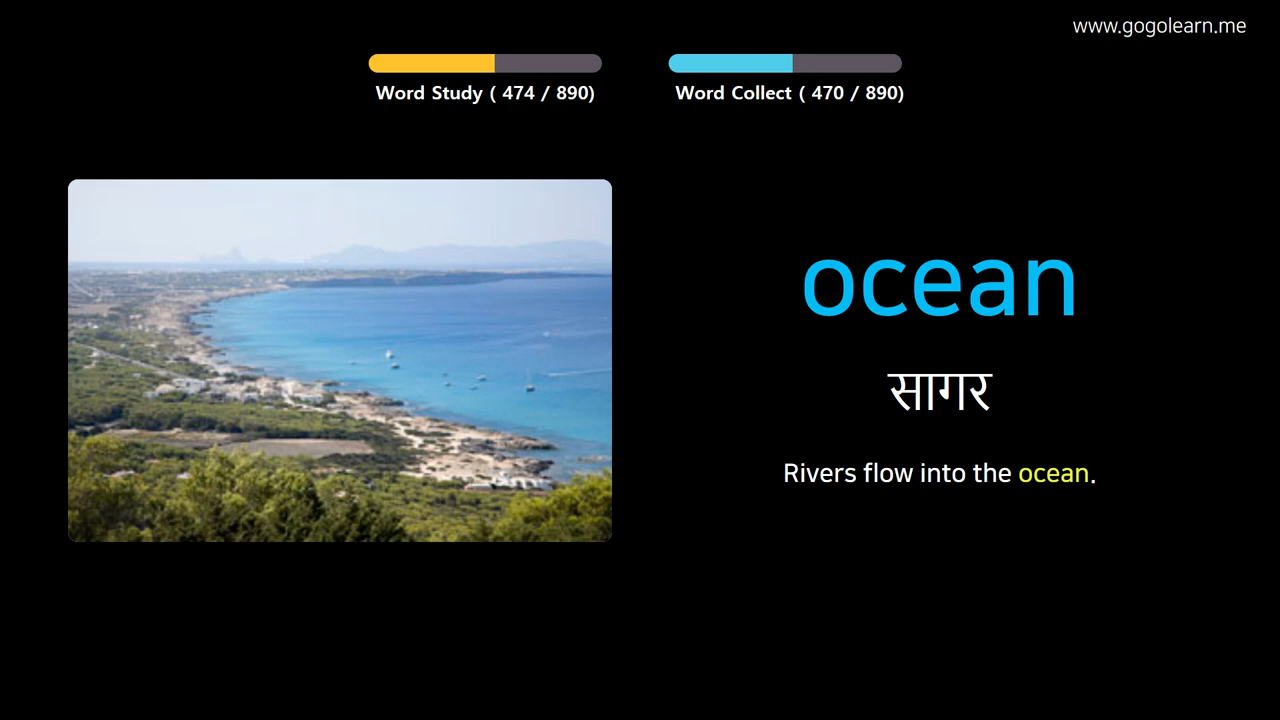 www.gogolearn.me
Word Study ( 474 / 890)
Word Collect ( 470 / 890)
ocean
सागर
Rivers flow into the ocean.